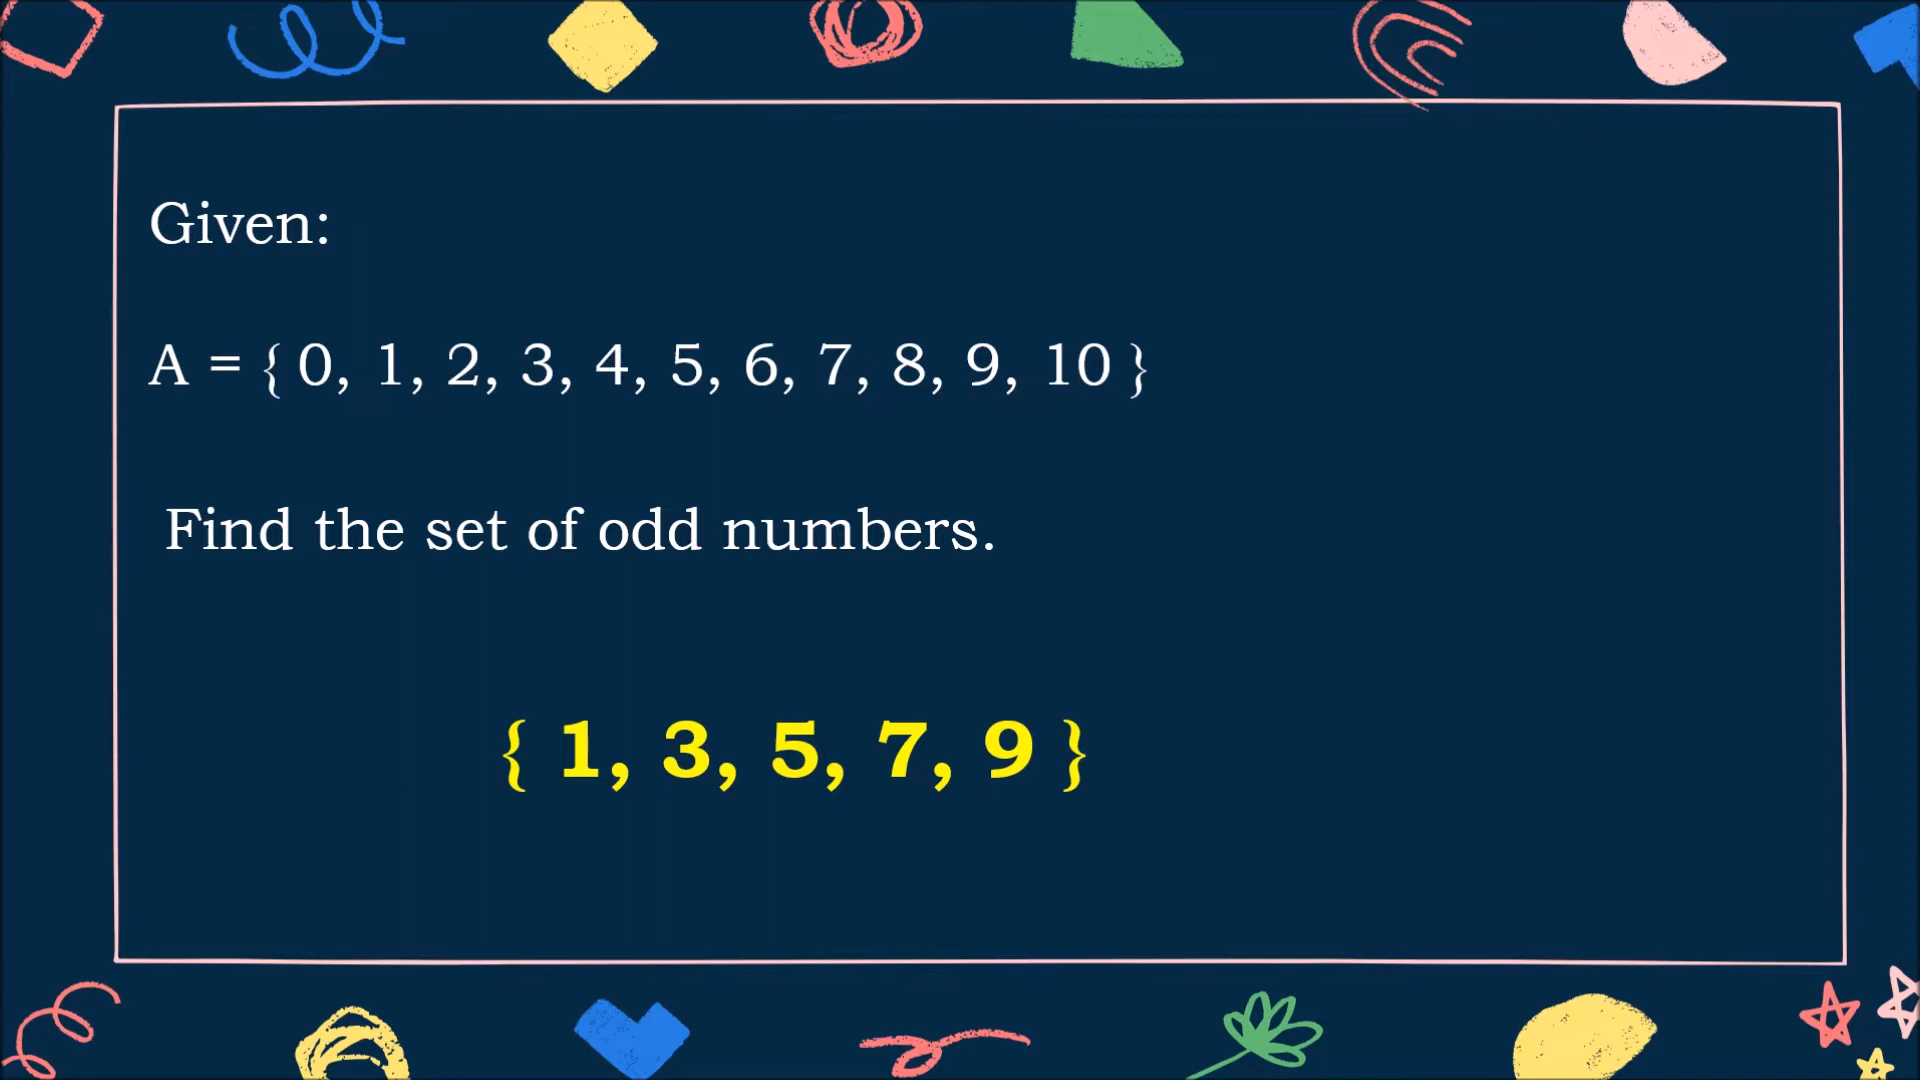 Given:
A = { 0, 1, 2, 3, 4, 5, 6, 7, 8, 9, 10 }
Find the set of odd numbers.
{ 1, 3, 5, 7, 9 }